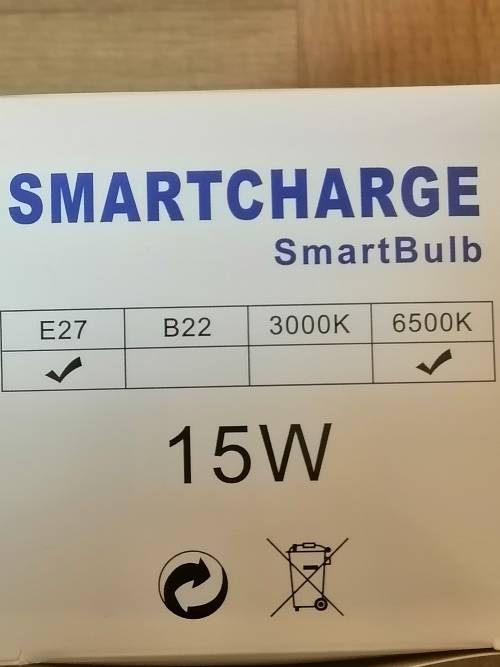 SMARTCHARGE
SmartBulb
E27 B22 3000K 6500K
15W